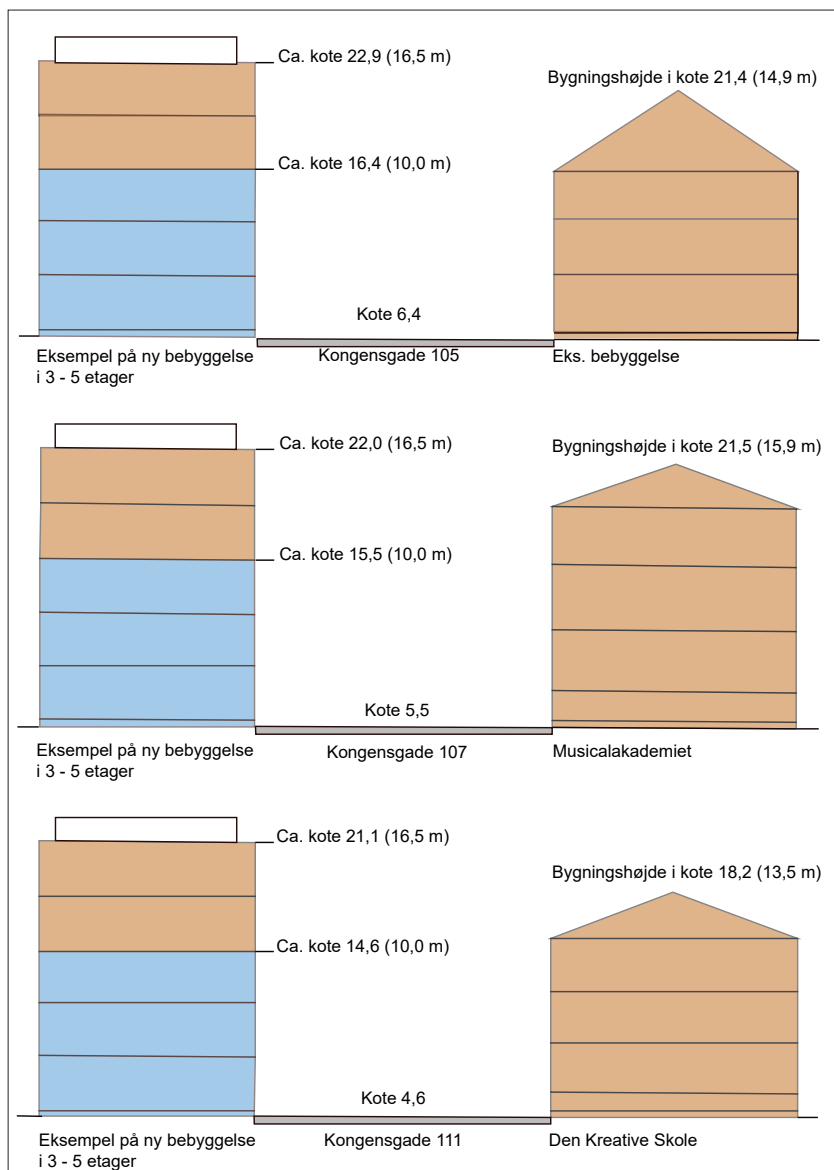 Ca. kote 22,9 (16,5 m)
Bygningshøjde i kote 21,4 (14,9 m)
Ca. kote 16,4 (10,0 m)
Kote 6,4
Eksempel på ny bebyggelse
i 3 - 5 etager
Kongensgade 105
Eks. bebyggelse
Ca. kote 22,0 (16,5 m)
Bygningshøjde i kote 21,5 (15,9 m)
Ca. kote 15,5 (10,0 m)
Kote 5,5
Eksempel på ny bebyggelse
i 3 - 5 etager
Kongensgade 107
Musicalakademiet
Ca. kote 21,1 (16,5 m)
Bygningshøjde i kote 18,2 (13,5 m)
Ca. kote 14,6 (10,0 m)
Kote 4,6
Eksempel på ny bebyggelse
i 3 - 5 etager
Kongensgade 111
Den Kreative Skole